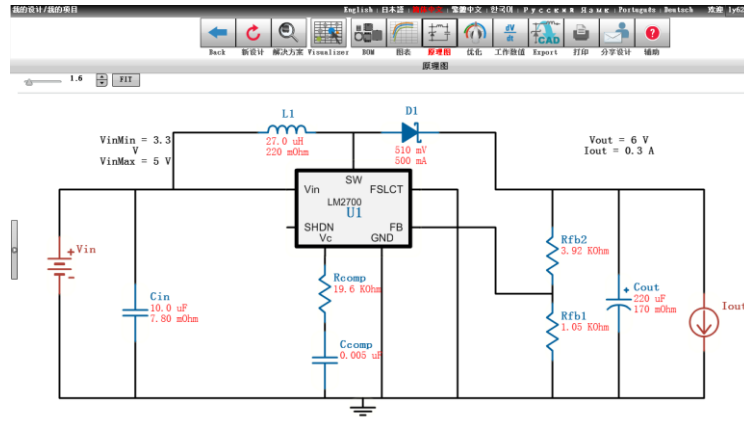 我的设计/我的项目
English | 日本語 | 简体中文 | 繁體中文 | 한국어 | Русский Язык | Português | Deutsch 欢迎 ly62
Back 新设计 解决方案 Visualizer BOM 图表 原理图 优化 工作数值 Export 打印 分享设计 辅助
.CAD
原理图
1.6 FIT
VinMin = 3.3
V
VinMax = 5 V
L1
27.0 uH
220 mOhm
D1
510 mV
500 mA
Vout = 6 V
Iout = 0.3 A
Vin
SW
FSLCT
LM2700
U1
SHDN
FB
Vc
GND
Vin
Cin
10.0 uF
7.80 mOhm
Rcomp
19.6 KOhm
Ccomp
0.005 uF
Rfb2
3.92 KOhm
Rfb1
1.05 KOhm
Cout
220 uF
170 mOhm
Iout